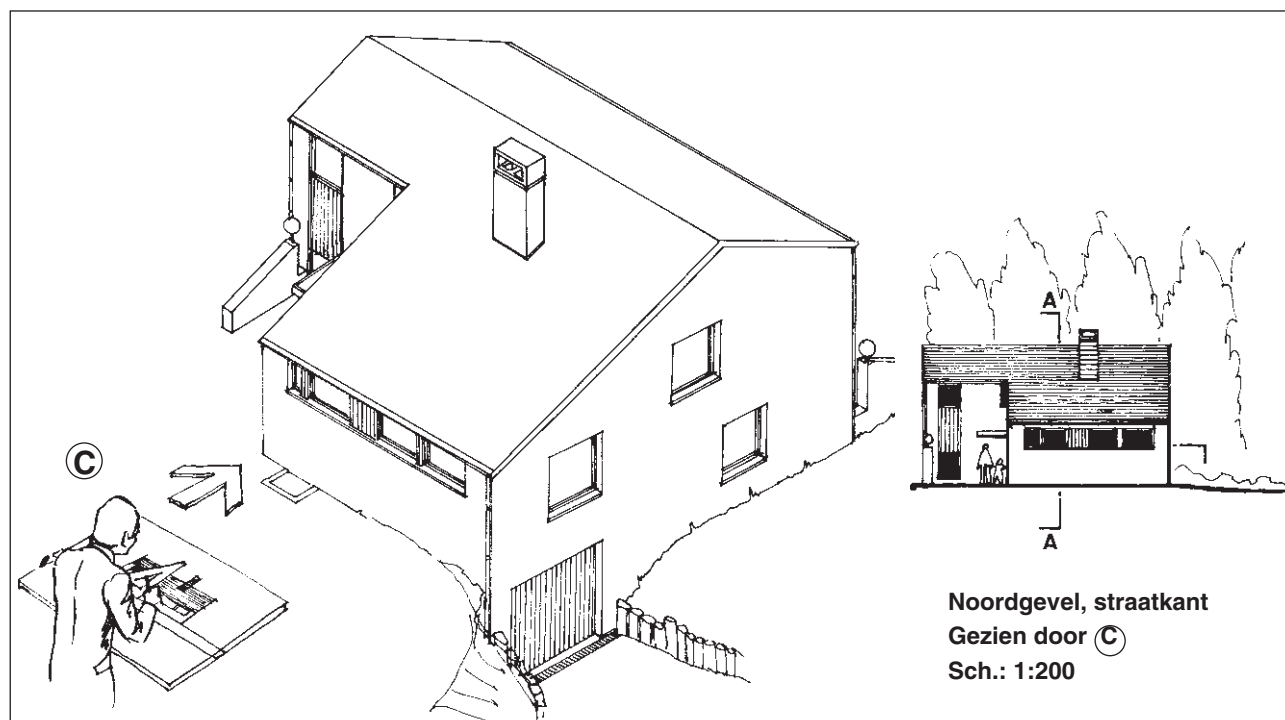 C
A
A
Noordgevel, straatkant
Gezien door C
Sch.: 1:200